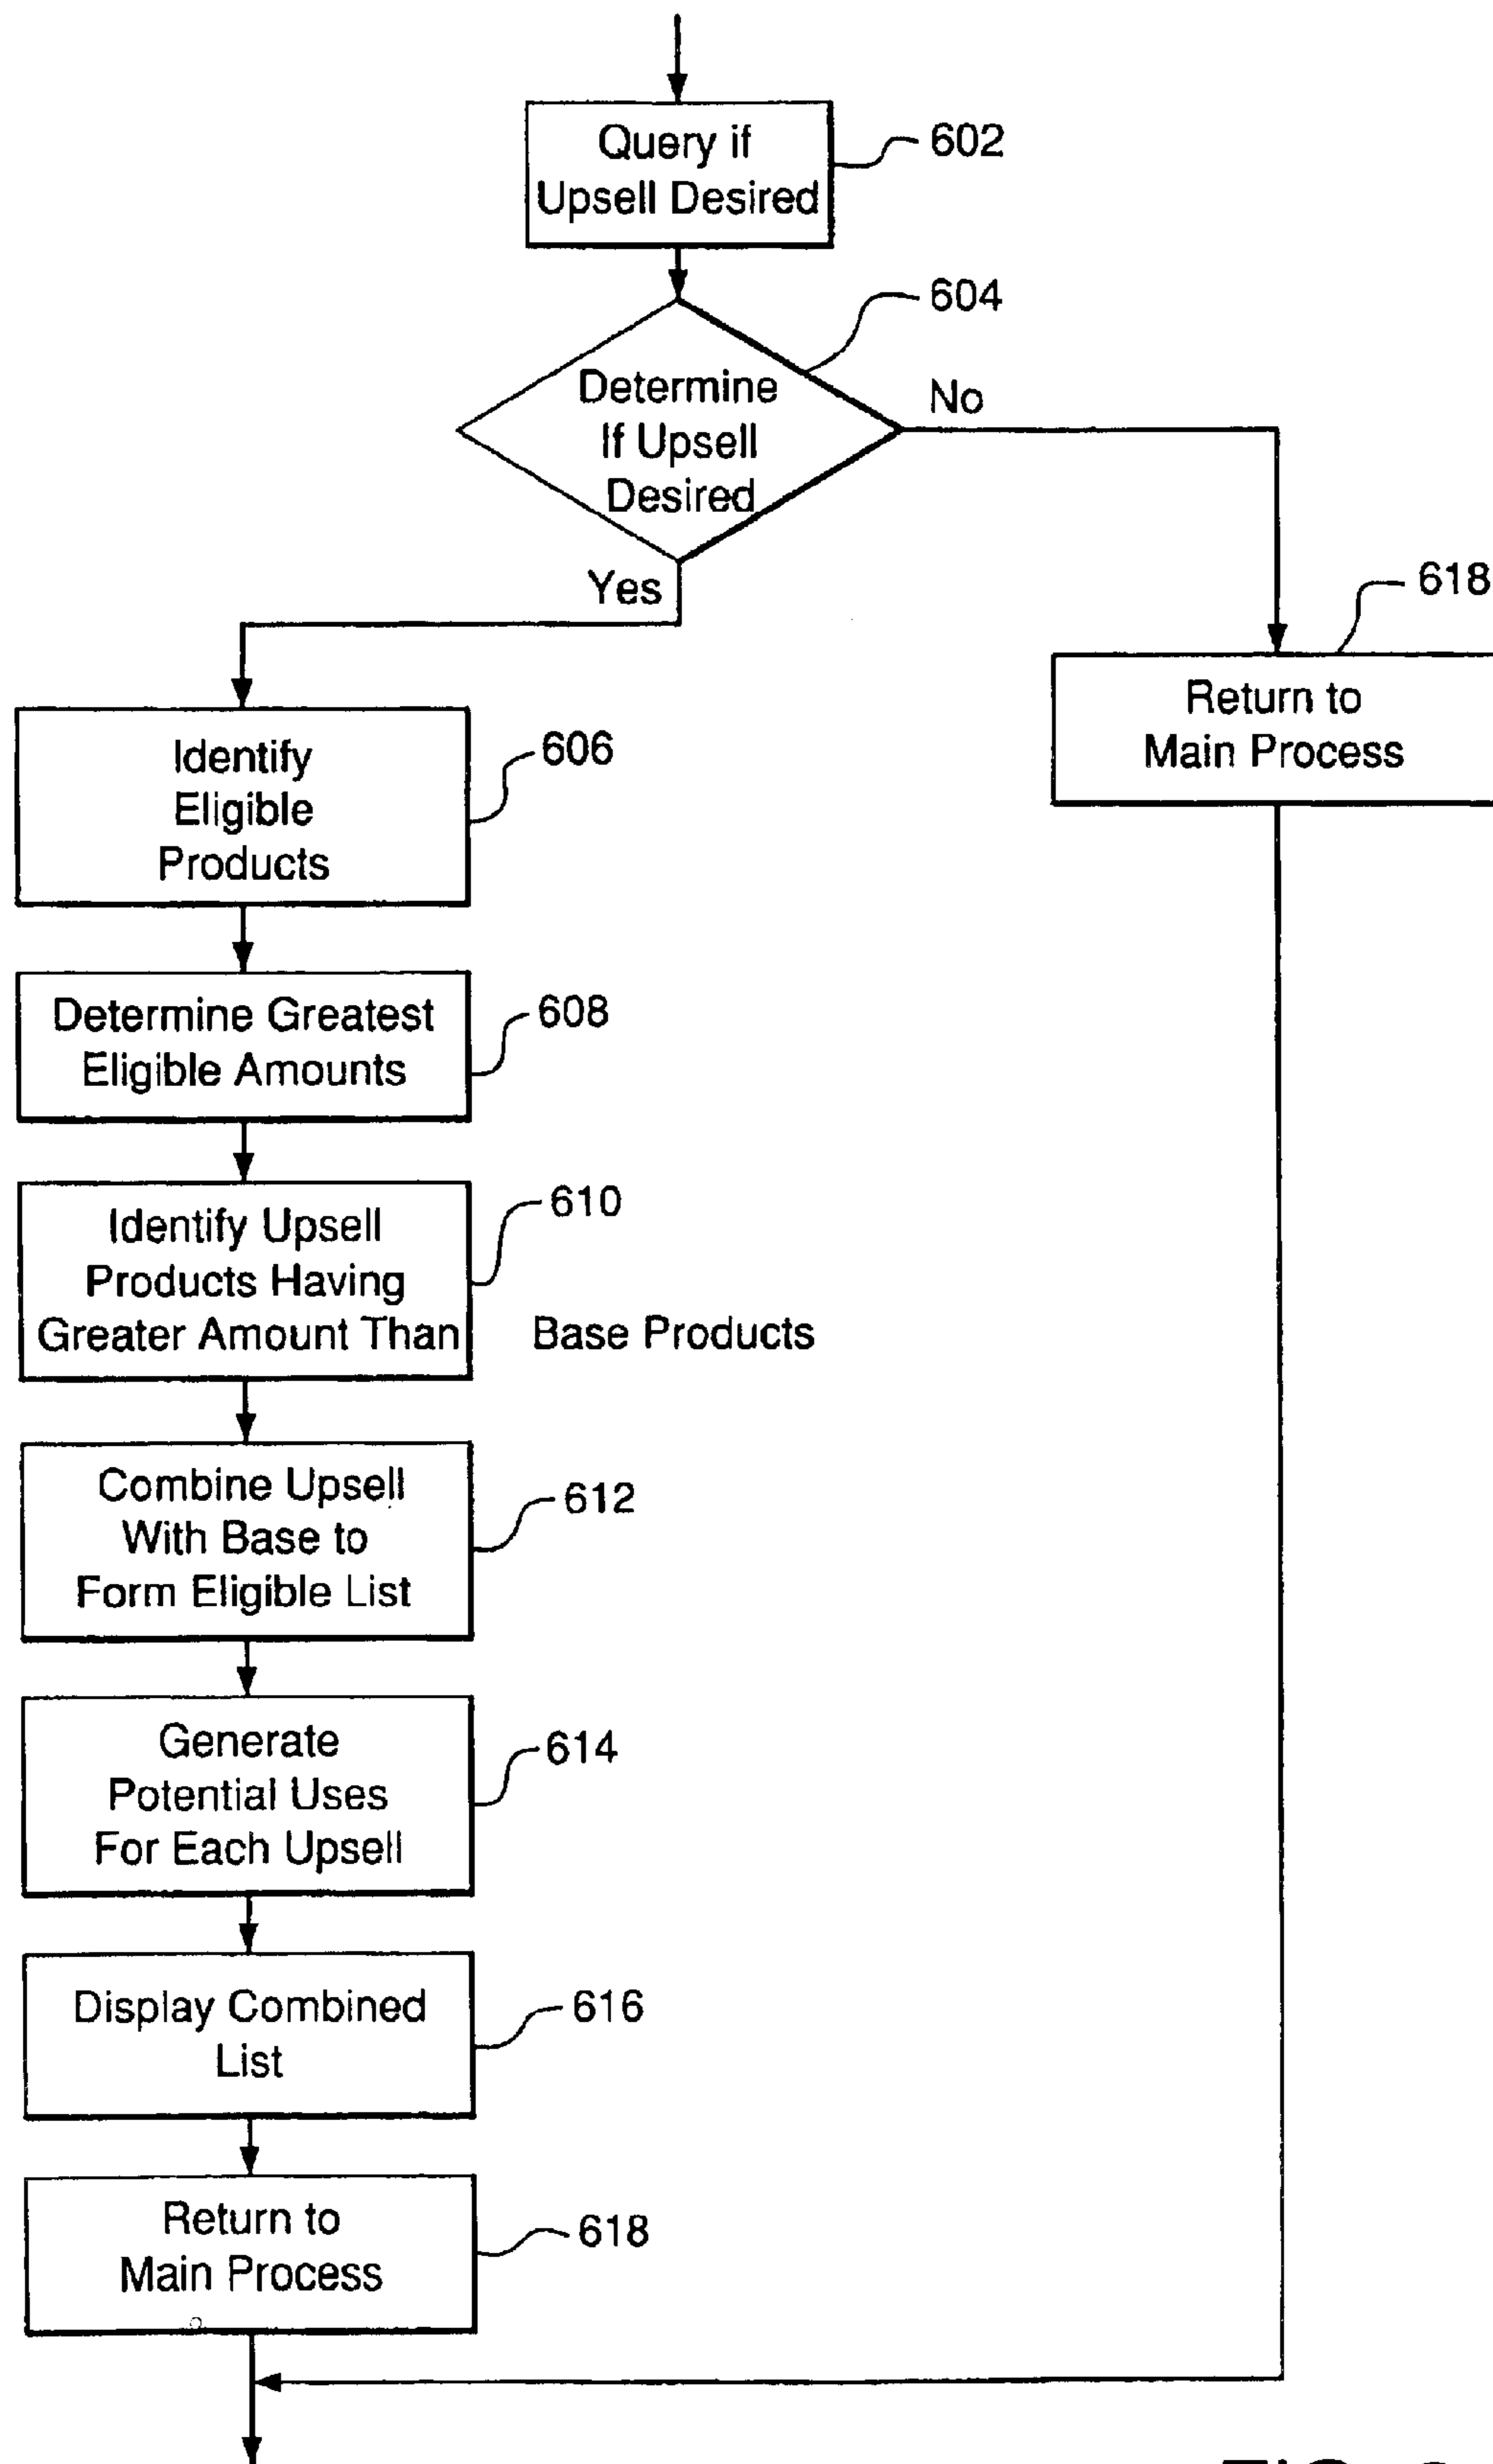 Query if
Upsell Desired
602
604
Determine
If Upsell
Desired
No
Yes
618
Return to
Main Process
Identify
Eligible
Products
606
Determine Greatest
Eligible Amounts
608
Identify Upsell
Products Having
Greater Amount Than
Base Products
610
Combine Upsell
With Base to
Form Eligible List
612
Generate
Potential Uses
For Each Upsell
614
Display Combined
List
616
Return to
Main Process
618